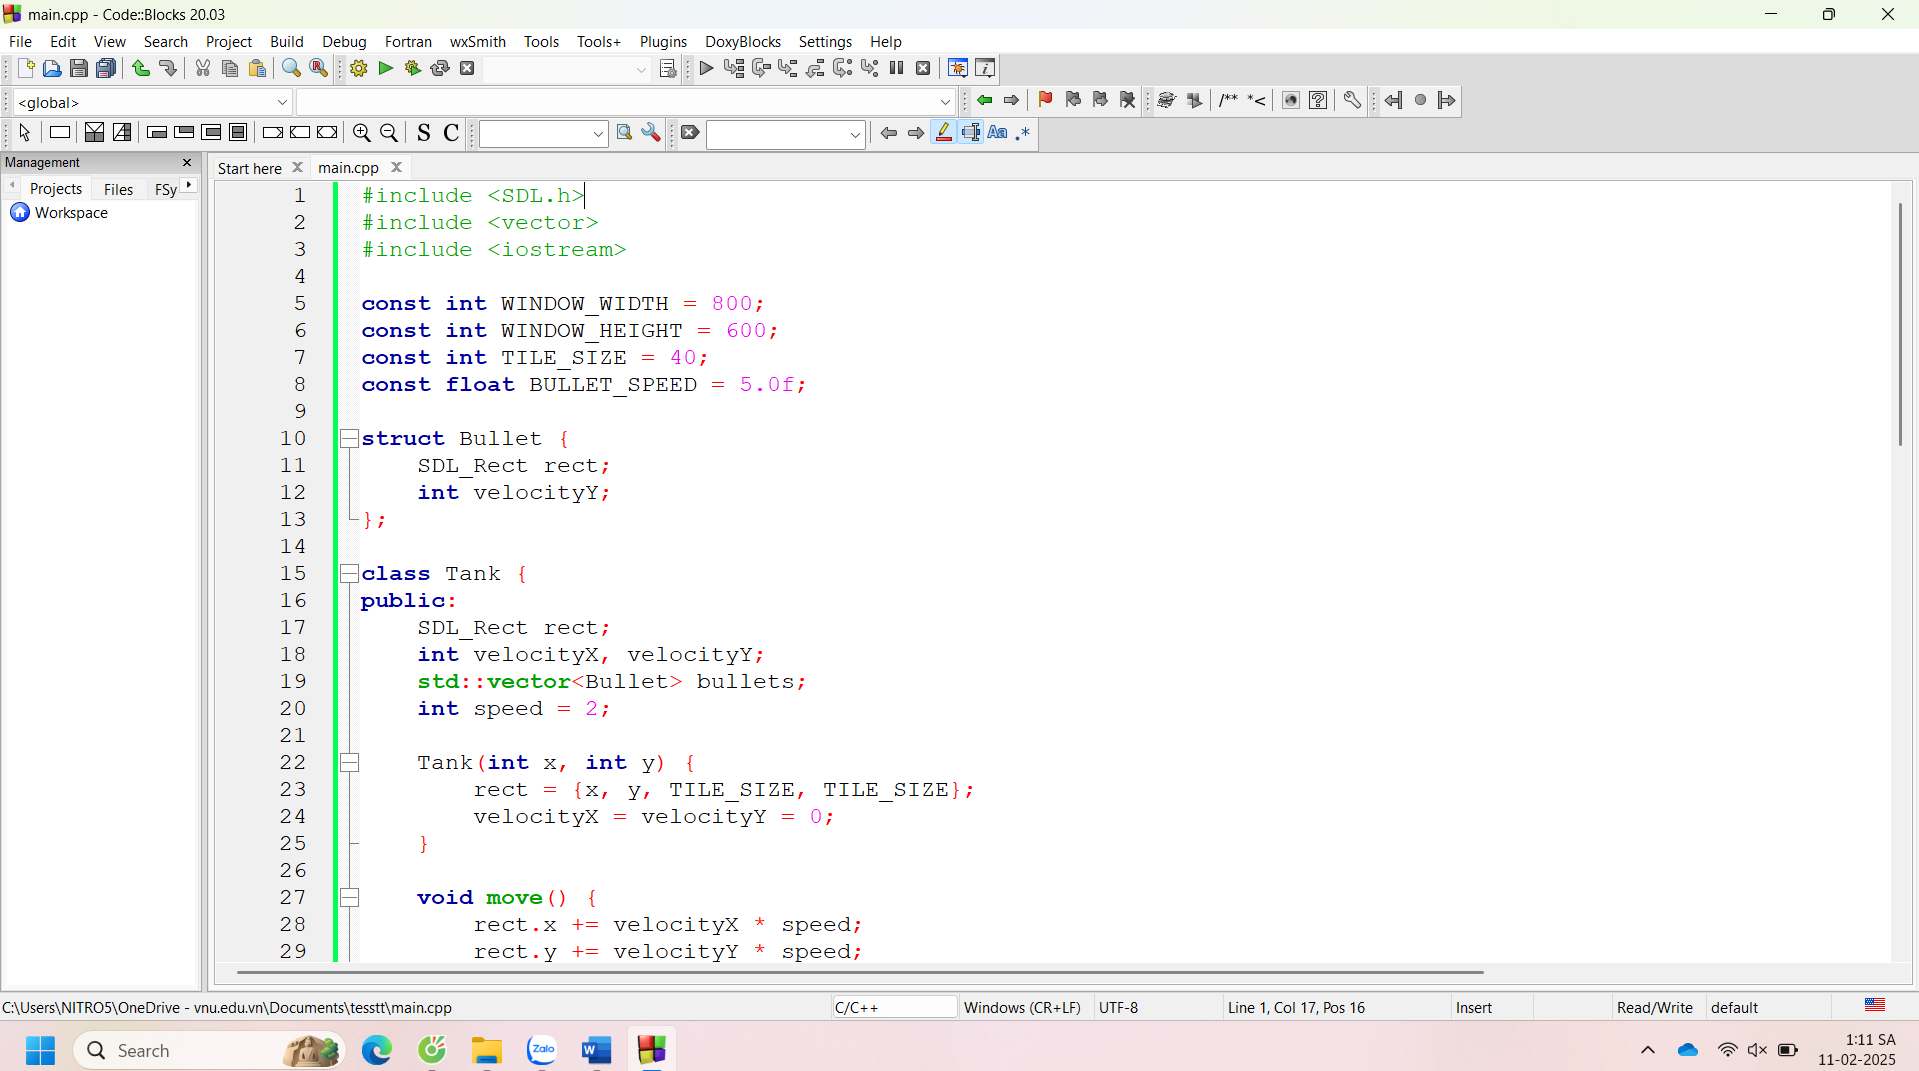 main.cpp - Code::Blocks 20.03
File Edit View Search Project Build Debug Fortran wxSmith Tools Tools+ Plugins DoxyBlocks Settings Help
<global>
/** *<
S C
Aa .*
Management
Projects Files FSy
Workspace
Start here main.cpp
1 #include <SDL.h>
2 #include <vector>
3 #include <iostream>
4
5 const int WINDOW_WIDTH = 800;
6 const int WINDOW_HEIGHT = 600;
7 const int TILE_SIZE = 40;
8 const float BULLET_SPEED = 5.0f;
9
10 struct Bullet {
11     SDL_Rect rect;
12     int velocityY;
13 };
14
15 class Tank {
16 public:
17     SDL_Rect rect;
18     int velocityX, velocityY;
19     std::vector<Bullet> bullets;
20     int speed = 2;
21
22     Tank(int x, int y) {
23         rect = {x, y, TILE_SIZE, TILE_SIZE};
24         velocityX = velocityY = 0;
25     }
26
27     void move() {
28         rect.x += velocityX * speed;
29         rect.y += velocityY * speed;
C:\Users\NITRO5\OneDrive - vnu.edu.vn\Documents\tesstt\main.cpp C/C++ Windows (CR+LF) UTF-8 Line 1, Col 17, Pos 16 Insert Read/Write default
Search
Zalo
W
1:11 SA
11-02-2025